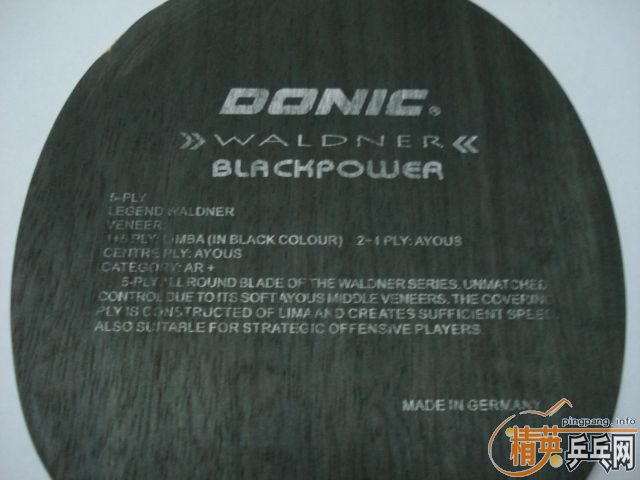 DONIC®
WALDNER
BLACKPOWER
5-PLY
LEGEND WALDNER
VENEER:
1+5 PLY: LIMBA (IN BLACK COLOUR) 2-4 PLY: AYOUS
CENTRE PLY: AYOUS
CATEGORY: AR +
5-PLY ALL ROUND BLADE OF THE WALDNER SERIES. UNMATCHED
CONTROL DUE TO ITS SOFT AYOUS MIDDLE VENEERS. THE COVERING
PLY IS CONSTRUCTED OF LIMA AND CREATES SUFFICIENT SPEED.
ALSO SUITABLE FOR STRATEGIC OFFENSIVE PLAYERS.
MADE IN GERMANY
pingpang.info
精英乒乓网